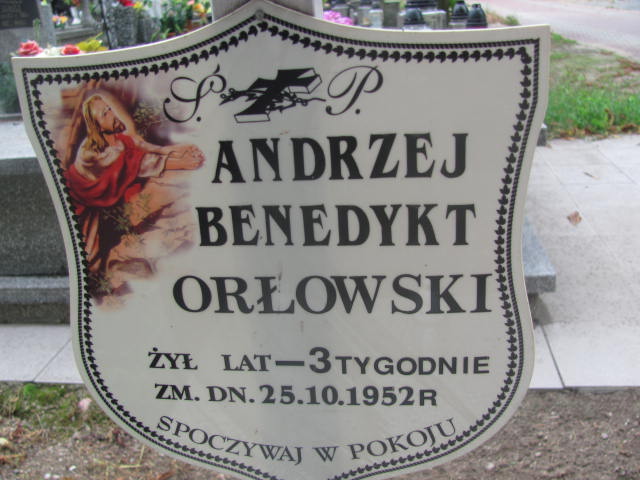 Ś. P.
ANDRZEJ
BENEDYKT
ORŁOWSKI
ŻYŁ LAT — 3 TYGODNIE
ZM. DN. 25.10.1952 R
SPOCZYWAJ W POKOJU